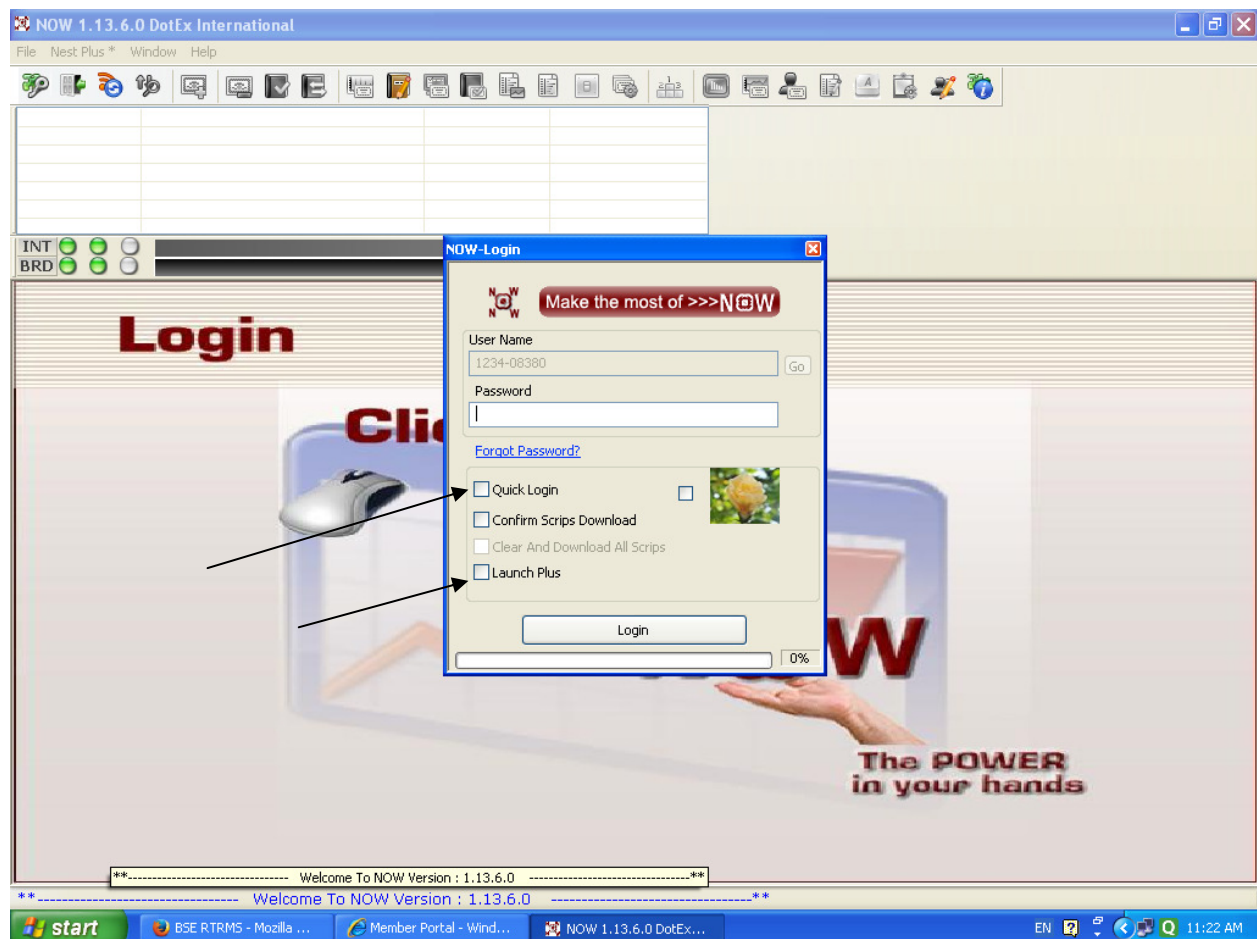 NOW 1.13.6.0 DotEx International
File Nest Plus * Window Help
INT
BRD
Login
Clic
NOW-Login
N W
N W
Make the most of >>>NOW
User Name
1234-08380
Go
Password
Forgot Password?
Quick Login
Confirm Scrips Download
Clear And Download All Scrips
Launch Plus
Login
0%
W
The POWER
in your hands
**-------------------------------- Welcome To NOW Version : 1.13.6.0 --------------------------------**
**--------------------------------- Welcome To NOW Version : 1.13.6.0 ---------------------------------**
start
BSE RTRMS - Mozilla ...
Member Portal - Wind...
NOW 1.13.6.0 DotEx...
EN
11:22 AM